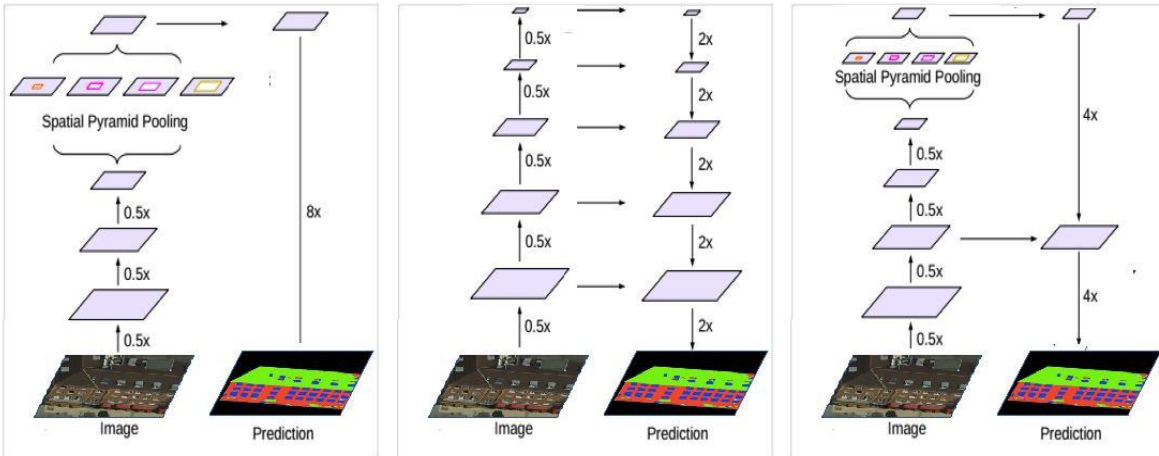 Spatial Pyramid Pooling
0.5x
0.5x
0.5x
8x
Image
Prediction
0.5x
2x
0.5x
2x
0.5x
2x
0.5x
2x
0.5x
2x
Image
Prediction
Spatial Pyramid Pooling
4x
0.5x
0.5x
0.5x
4x
0.5x
Image
Prediction